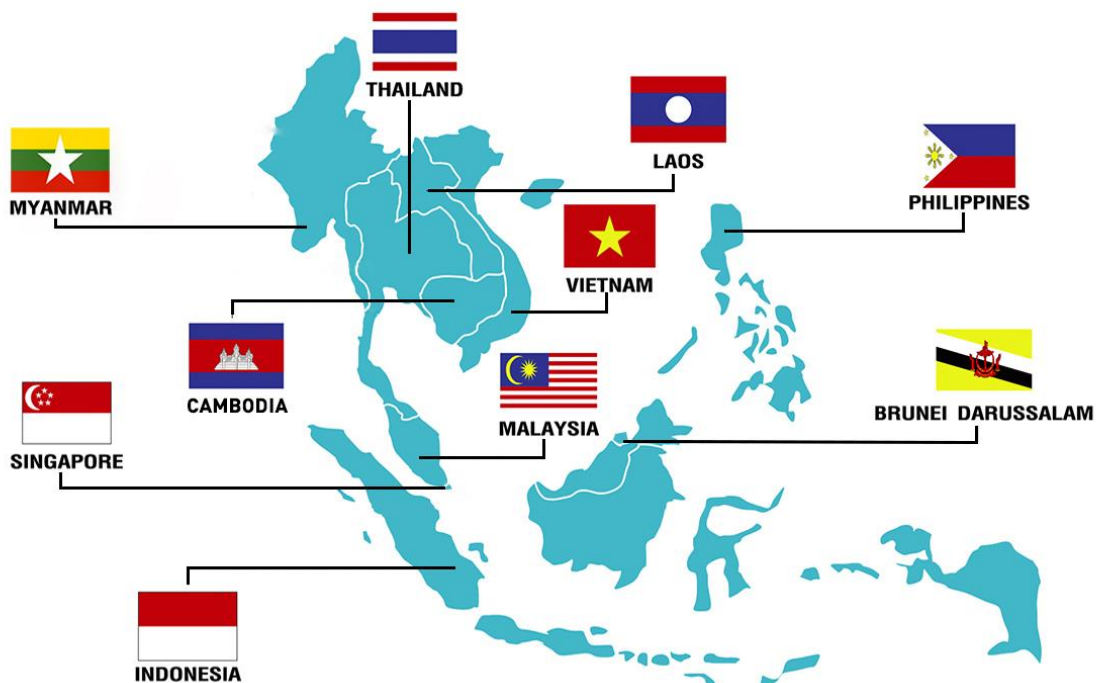 THAILAND
LAOS
MYANMAR
PHILIPPINES
VIETNAM
CAMBODIA
BRUNEI DARUSSALAM
MALAYSIA
SINGAPORE
INDONESIA